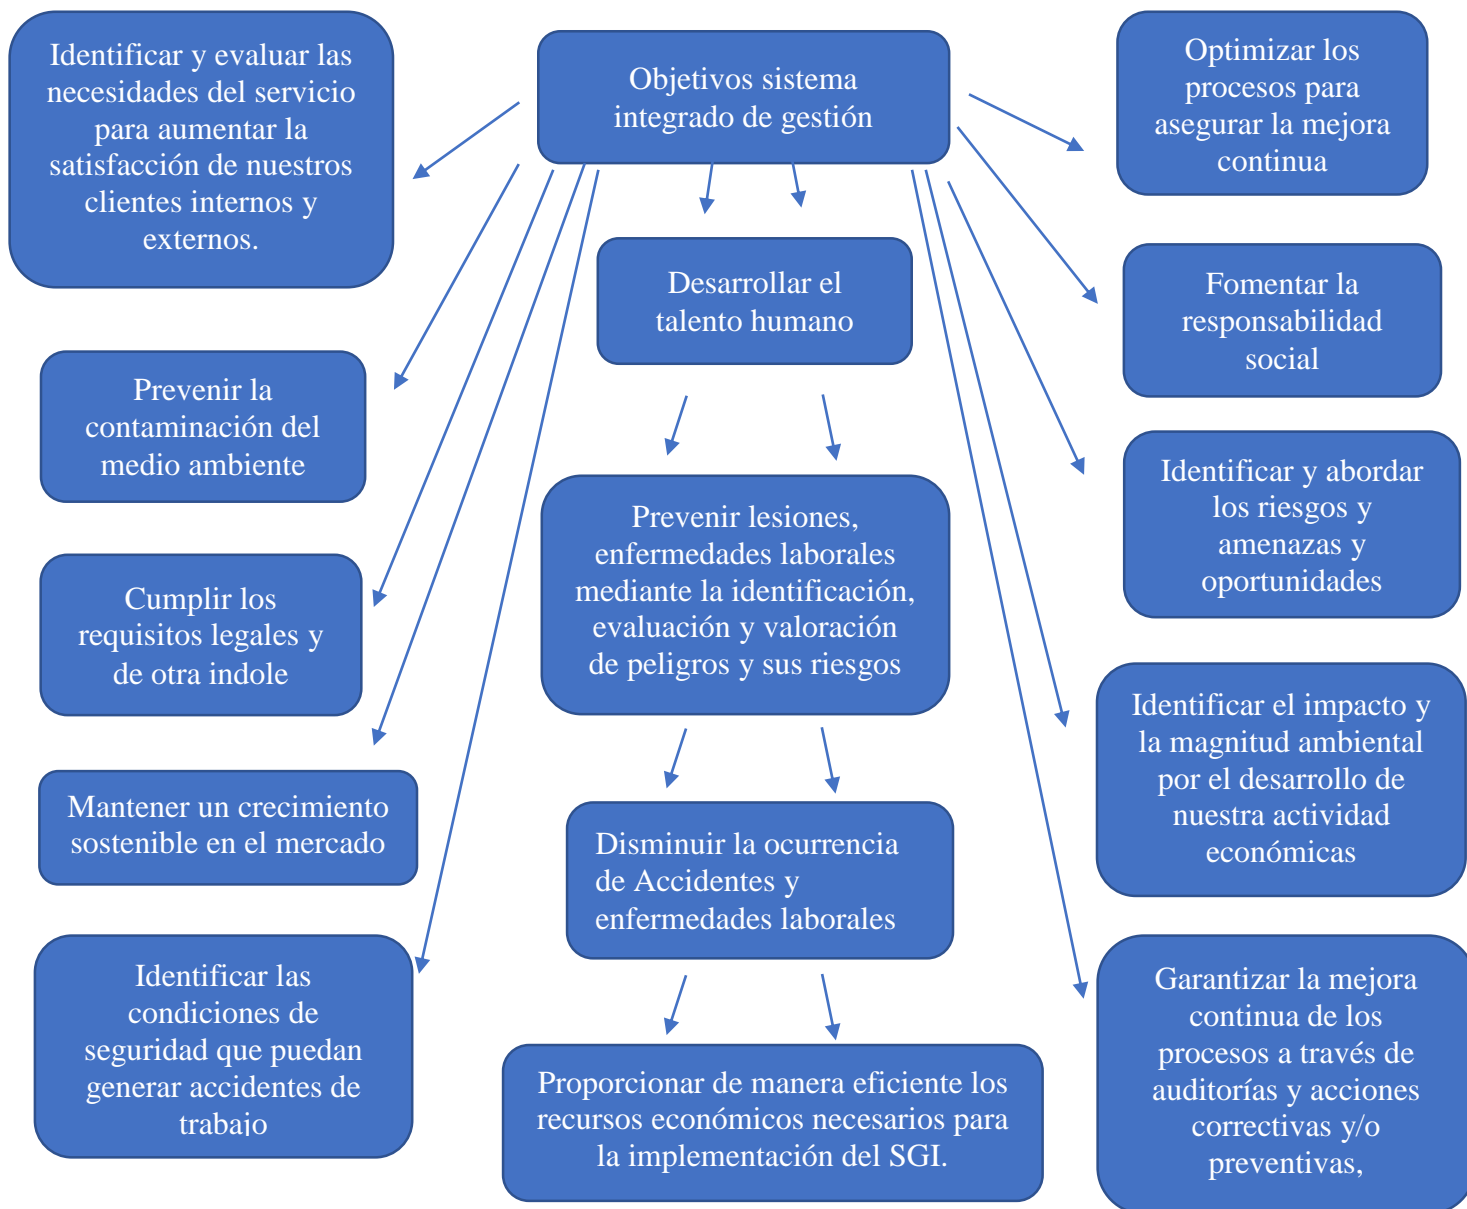 Objetivos sistema
integrado de gestión
Identificar y evaluar las
necesidades del servicio
para aumentar la
satisfacción de nuestros
clientes internos y
externos.
Prevenir la
contaminación del
medio ambiente
Cumplir los
requisitos legales y
de otra indole
Mantener un crecimiento
sostenible en el mercado
Identificar las
condiciones de
seguridad que puedan
generar accidentes de
trabajo
Desarrollar el
talento humano
Prevenir lesiones,
enfermedades laborales
mediante la identificación,
evaluación y valoración
de peligros y sus riesgos
Disminuir la ocurrencia
de Accidentes y
enfermedades laborales
Proporcionar de manera eficiente los
recursos económicos necesarios para
la implementación del SGI.
Optimizar los
procesos para
asegurar la mejora
continua
Fomentar la
responsabilidad
social
Identificar y abordar
los riesgos y
amenazas y
oportunidades
Identificar el impacto y
la magnitud ambiental
por el desarrollo de
nuestra actividad
económicas
Garantizar la mejora
continua de los
procesos a través de
auditorías y acciones
correctivas y/o
preventivas,